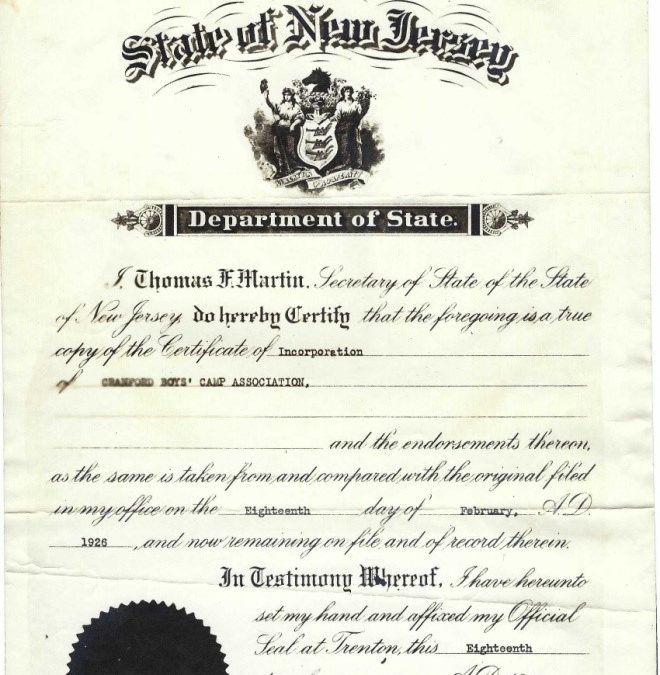 State of New Jersey
Department of State.
I, Thomas F. Martin, Secretary of State of the State
of New Jersey, do hereby Certify that the foregoing is a true
copy of the Certificate of Incorporation
of CRANFORD BOYS' CAMP ASSOCIATION,
and the endorsements thereon,
as the same is taken from and compared with the original filed
in my office on the Eighteenth day of February, A.D.
1926, and now remaining on file and of record therein.
In Testimony Whereof, I have hereunto
set my hand and affixed my Official
Seal at Trenton, this Eighteenth
A.D.